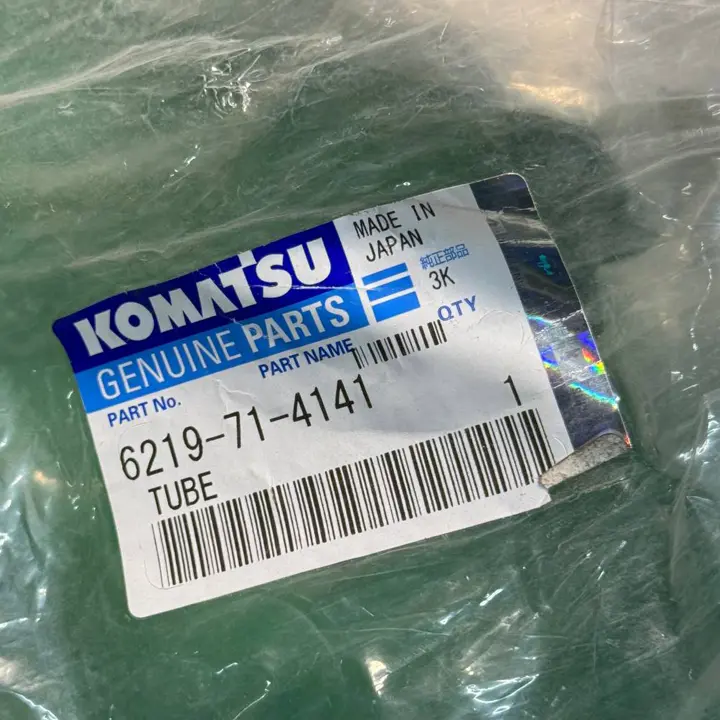 KOMATSU
MADE IN
JAPAN
GENUINE PARTS
純正部品
3K
PART No.
PART NAME
QTY
6219-71-4141
1
TUBE